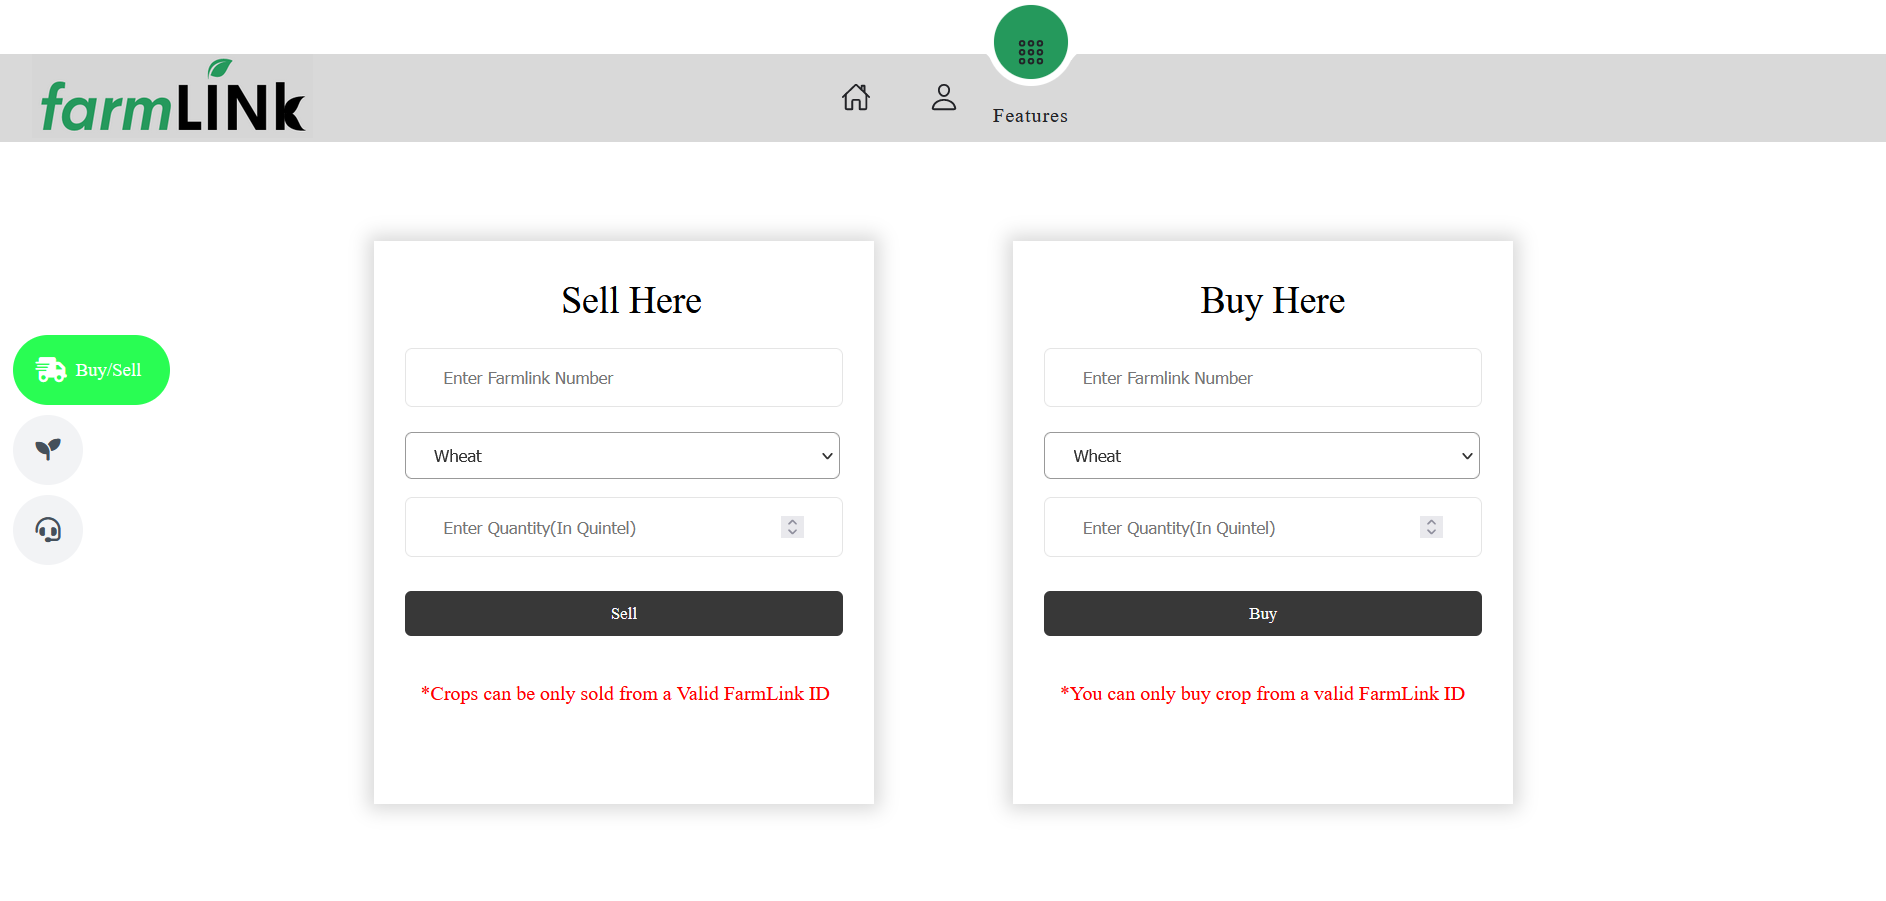 farmLINk
Features
Sell Here
Enter Farmlink Number
Wheat
Enter Quantity(In Quintel)
Sell
*Crops can be only sold from a Valid FarmLink ID
Buy Here
Enter Farmlink Number
Wheat
Enter Quantity(In Quintel)
Buy
*You can only buy crop from a valid FarmLink ID
Buy/Sell